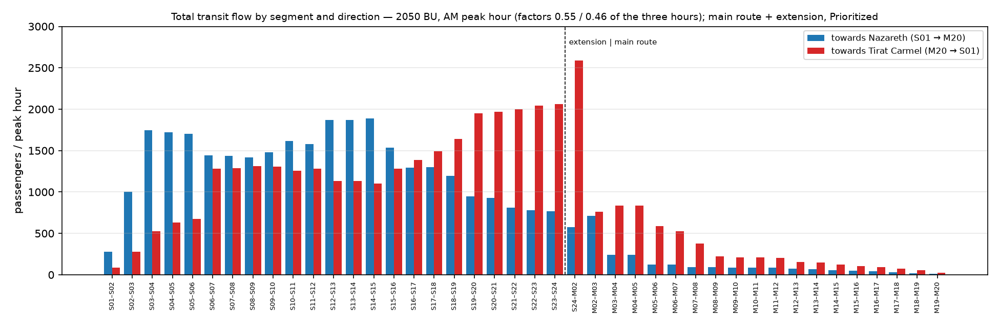 Total transit flow by segment and direction — 2050 BU, AM peak hour (factors 0.55 / 0.46 of the three hours); main route + extension, Prioritized
passengers / peak hour
3000
2500
2000
1500
1000
500
0
extension | main route
towards Nazareth (S01 → M20)
towards Tirat Carmel (M20 → S01)
S01–S02
S02–S03
S03–S04
S04–S05
S05–S06
S06–S07
S07–S08
S08–S09
S09–S10
S10–S11
S11–S12
S12–S13
S13–S14
S14–S15
S15–S16
S16–S17
S17–S18
S18–S19
S19–S20
S20–S21
S21–S22
S22–S23
S23–S24
S24–M02
M02–M03
M03–M04
M04–M05
M05–M06
M06–M07
M07–M08
M08–M09
M09–M10
M10–M11
M11–M12
M12–M13
M13–M14
M14–M15
M15–M16
M16–M17
M17–M18
M18–M19
M19–M20